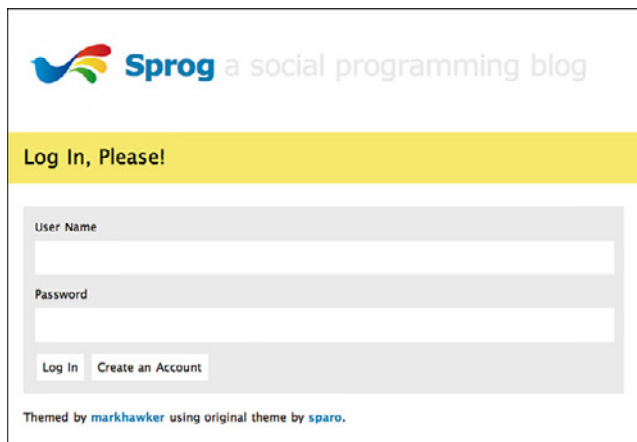 Sprog a social programming blog
Log In, Please!
User Name
Password
Log In Create an Account
Themed by markhawker using original theme by sparo.